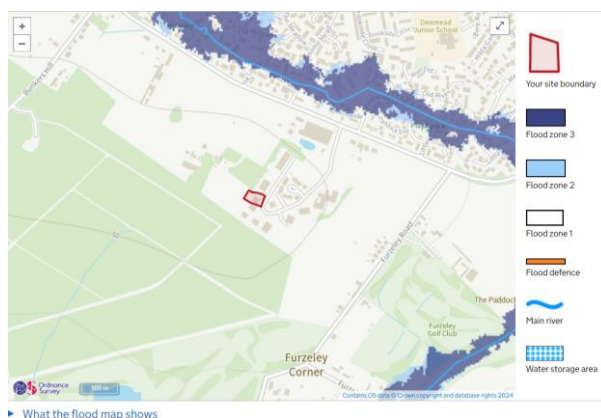 +
−
Denmead
Junior School
Bunkers Hill
50
Furzeley Road
The Paddock
Furzeley
Golf Club
Furzeley
Corner
Ordnance
Survey
100 m
Contains OS data © Crown copyright and database rights 2024
Your site boundary
Flood zone 3
Flood zone 2
Flood zone 1
Flood defence
Main river
Water storage area
What the flood map shows